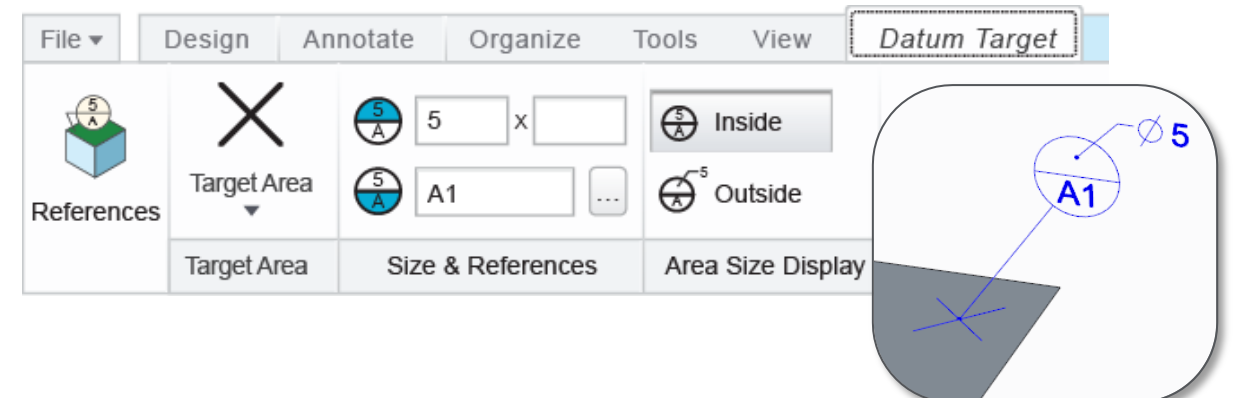 File Design Annotate Organize Tools View Datum Target
5
A
References
Target Area
Target Area
5
A
5 x
5
A
A1 ...
Size & References
5
A
Inside
5
A
Outside
Area Size Display
∅5
A1